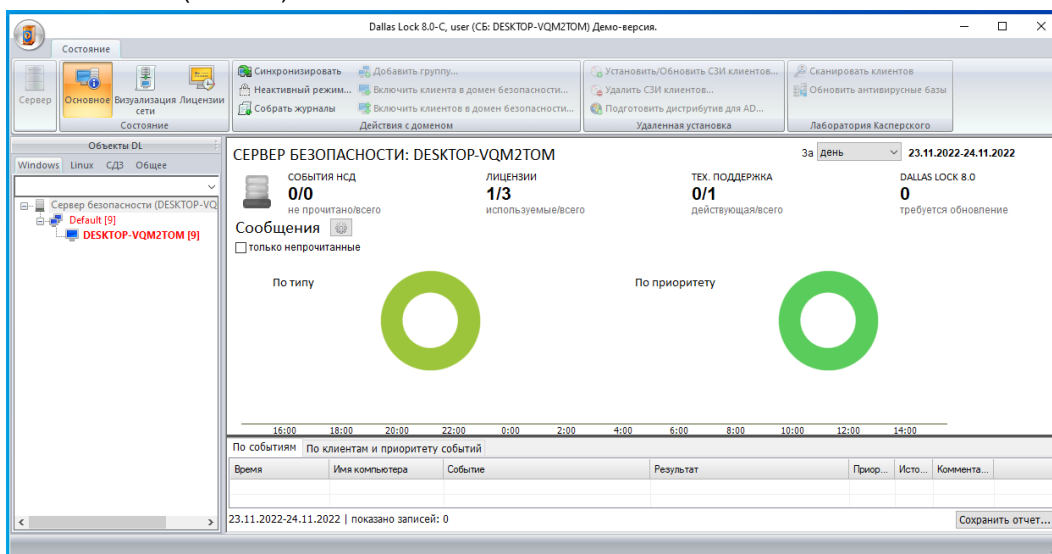 Dallas Lock 8.0-C, user (СБ: DESKTOP-VQM2TOM) Демо-версия.
Состояние
Сервер
Основное
Визуализация сети
Лицензии
Состояние
Синхронизировать
Неактивный режим...
Собрать журналы
Добавить группу...
Включить клиента в домен безопасности...
Включить клиентов в домен безопасности...
Действия с доменом
Установить/Обновить СЗИ клиентов...
Удалить СЗИ клиентов...
Подготовить дистрибутив для AD...
Удаленная установка
Сканировать клиентов
Обновить антивирусные базы
Лаборатория Касперского
Объекты DL
Windows Linux СДЗ Общее
Сервер безопасности (DESKTOP-VQ
Default [9]
DESKTOP-VQM2TOM [9]
СЕРВЕР БЕЗОПАСНОСТИ: DESKTOP-VQM2TOM
За день 23.11.2022-24.11.2022
СОБЫТИЯ НСД
0/0
не прочитано/всего
ЛИЦЕНЗИИ
1/3
используемые/всего
ТЕХ. ПОДДЕРЖКА
0/1
действующая/всего
DALLAS LOCK 8.0
0
требуется обновление
Сообщения
только непрочитанные
По типу
По приоритету
16:00 18:00 20:00 22:00 0:00 2:00 4:00 6:00 8:00 10:00 12:00 14:00
По событиям По клиентам и приоритету событий
Время Имя компьютера Событие Результат Приор... Исто... Коммента...
23.11.2022-24.11.2022 | показано записей: 0
Сохранить отчет...